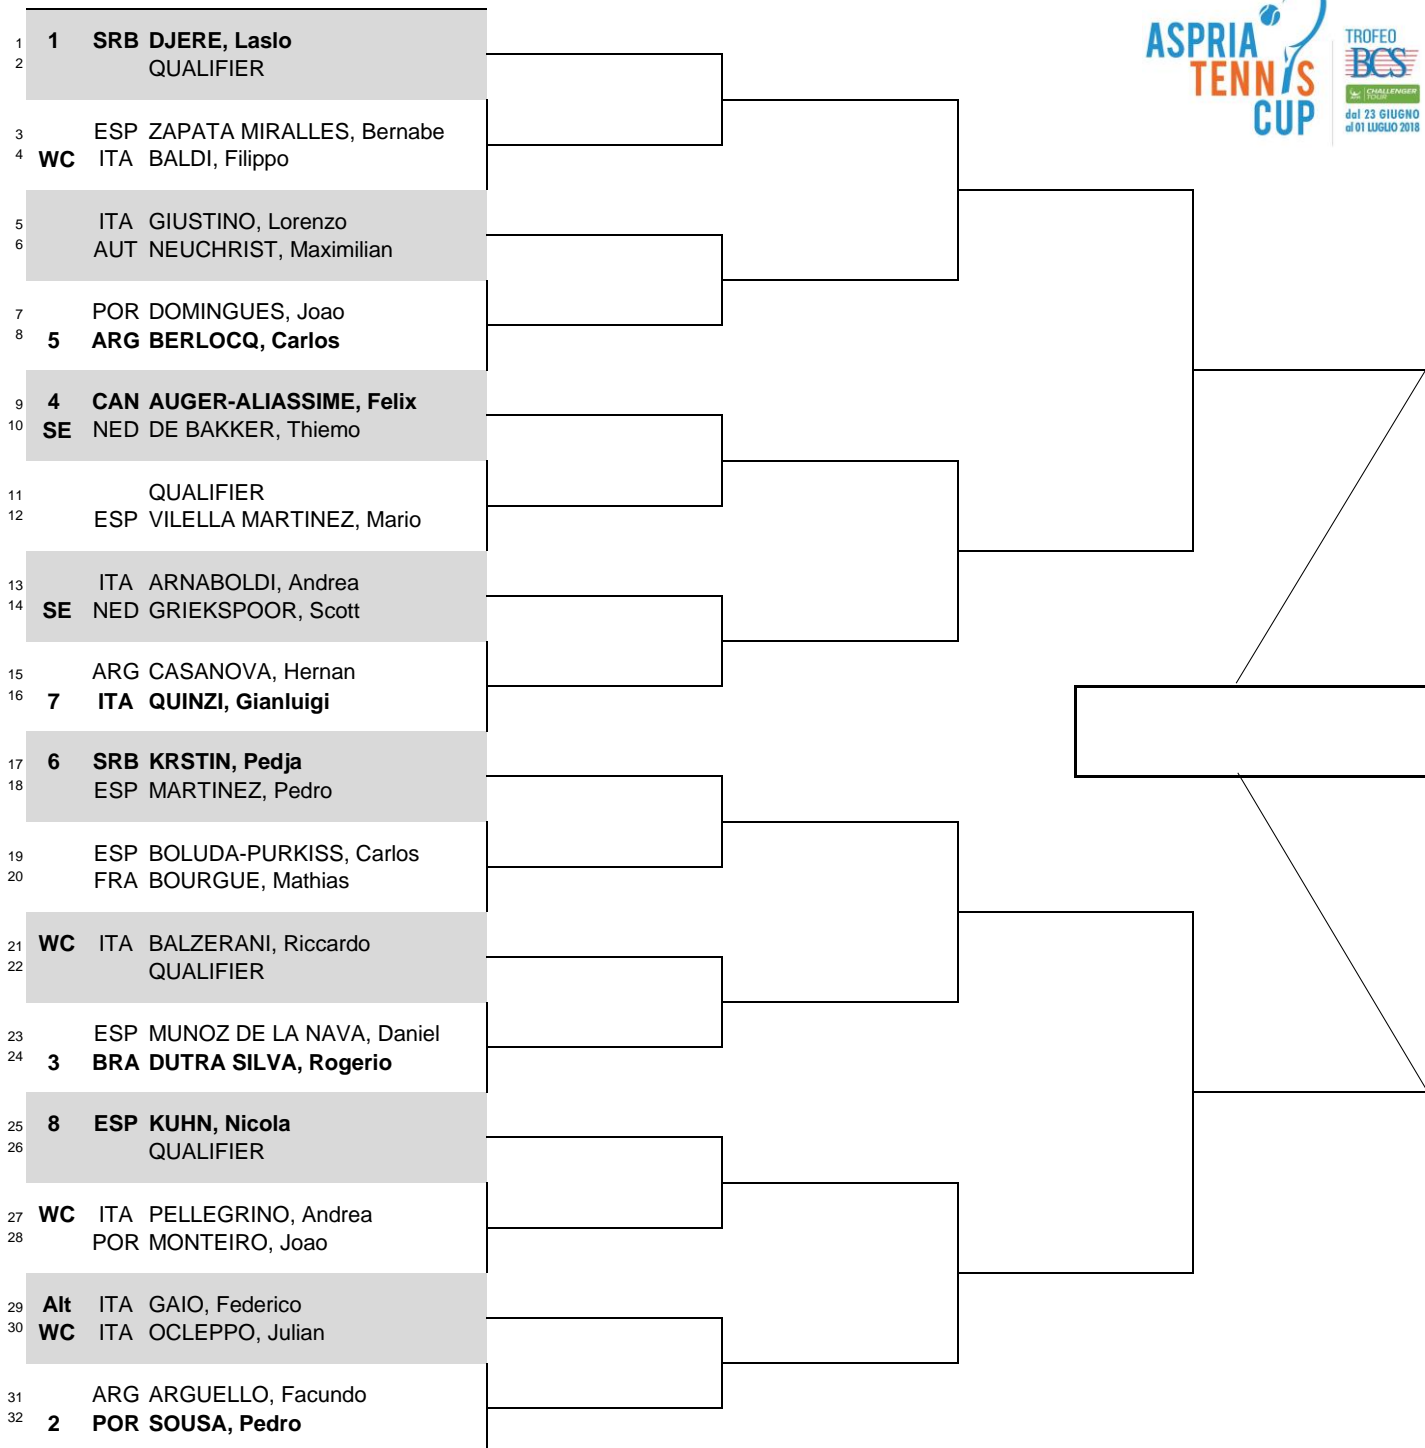 ASPRIA
TENNIS
CUP
TROFEO
BCS
CHALLENGER
TOUR
dal 23 GIUGNO
al 01 LUGLIO 2018
1 1 SRB DJERE, Laslo
2 QUALIFIER
3 ESP ZAPATA MIRALLES, Bernabe
4 WC ITA BALDI, Filippo
5 ITA GIUSTINO, Lorenzo
6 AUT NEUCHRIST, Maximilian
7 POR DOMINGUES, Joao
8 5 ARG BERLOCQ, Carlos
9 4 CAN AUGER-ALIASSIME, Felix
10 SE NED DE BAKKER, Thiemo
11 QUALIFIER
12 ESP VILELLA MARTINEZ, Mario
13 ITA ARNABOLDI, Andrea
14 SE NED GRIEKSPOOR, Scott
15 ARG CASANOVA, Hernan
16 7 ITA QUINZI, Gianluigi
17 6 SRB KRSTIN, Pedja
18 ESP MARTINEZ, Pedro
19 ESP BOLUDA-PURKISS, Carlos
20 FRA BOURGUE, Mathias
21 WC ITA BALZERANI, Riccardo
22 QUALIFIER
23 ESP MUNOZ DE LA NAVA, Daniel
24 3 BRA DUTRA SILVA, Rogerio
25 8 ESP KUHN, Nicola
26 QUALIFIER
27 WC ITA PELLEGRINO, Andrea
28 POR MONTEIRO, Joao
29 Alt ITA GAIO, Federico
30 WC ITA OCLEPPO, Julian
31 ARG ARGUELLO, Facundo
32 2 POR SOUSA, Pedro